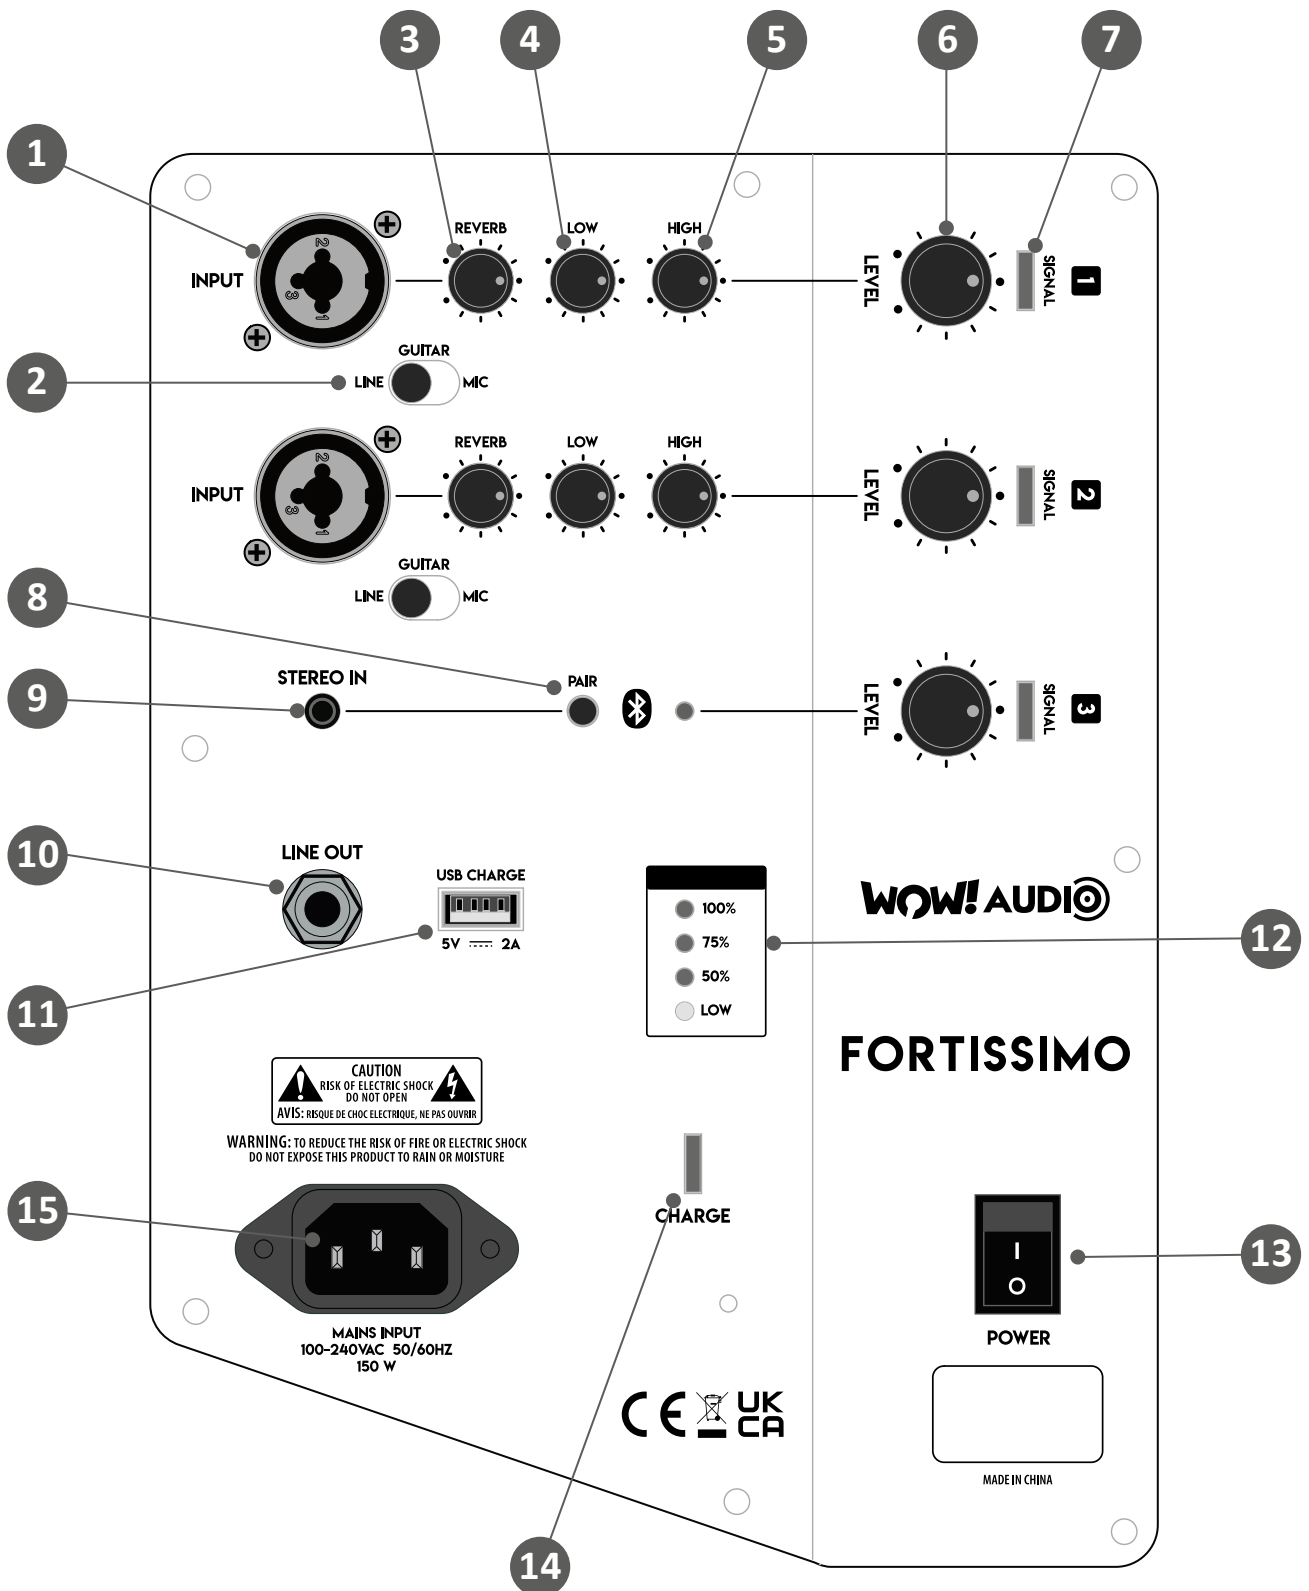 3 4 5 6 7
1
REVERB LOW HIGH
INPUT
2
3
1
LEVEL
SIGNAL
1
GUITAR
2
LINE MIC
REVERB LOW HIGH
INPUT
2
3
1
LEVEL
SIGNAL
2
GUITAR
LINE MIC
8
STEREO IN
PAIR
9
LEVEL
SIGNAL
3
10
LINE OUT
USB CHARGE
5V 2A
11
100%
75%
50%
LOW
WOW! AUDIO
12
FORTISSIMO
CAUTION
RISK OF ELECTRIC SHOCK
DO NOT OPEN
AVIS: RISQUE DE CHOC ELECTRIQUE, NE PAS OUVRIR
WARNING: TO REDUCE THE RISK OF FIRE OR ELECTRIC SHOCK
DO NOT EXPOSE THIS PRODUCT TO RAIN OR MOISTURE
15
CHARGE
I
O
13
MAINS INPUT
100-240VAC 50/60HZ
150 W
POWER
CE UK
CA
MADE IN CHINA
14